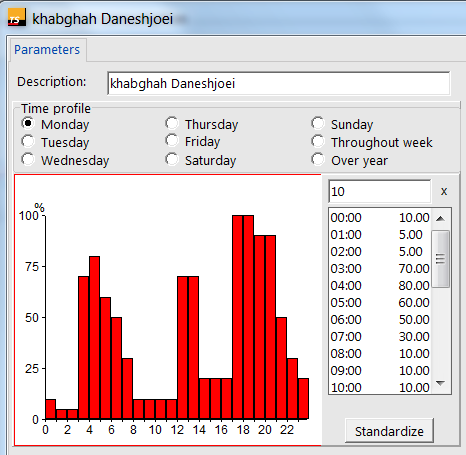 TS khabghah Daneshjoei
Parameters
Description: khabghah Daneshjoei
Time profile
Monday Thursday Sunday
Tuesday Friday Throughout week
Wednesday Saturday Over year
10 x
%
100
75
50
25
0
0 2 4 6 8 10 12 14 16 18 20 22
00:00 10.00
01:00 5.00
02:00 5.00
03:00 70.00
04:00 80.00
05:00 60.00
06:00 50.00
07:00 30.00
08:00 10.00
09:00 10.00
10:00 10.00
Standardize